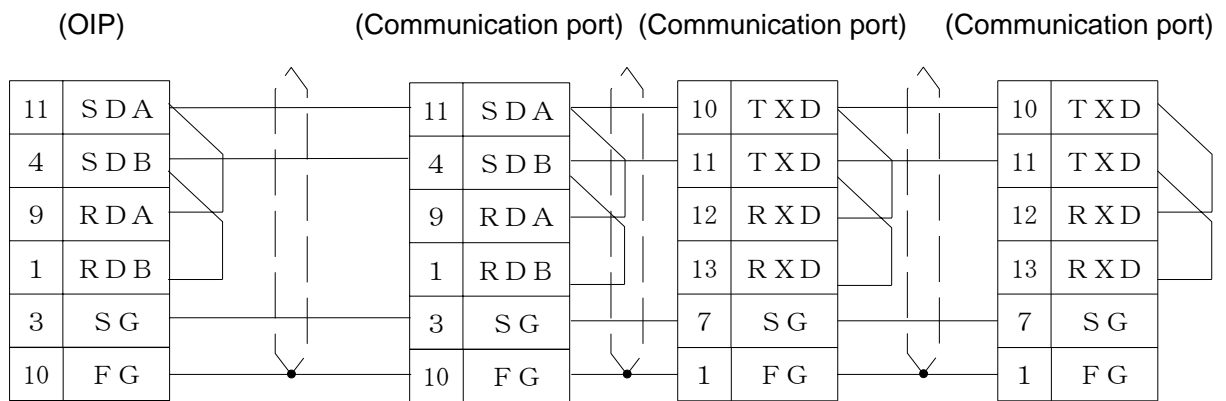 (OIP) (Communication port) (Communication port) (Communication port)
11 SDA 11 SDA 10 TXD 10 TXD
4 SDB 4 SDB 11 TXD 11 TXD
9 RDA 9 RDA 12 RXD 12 RXD
1 RDB 1 RDB 13 RXD 13 RXD
3 SG 3 SG 7 SG 7 SG
10 FG 10 FG 1 FG 1 FG